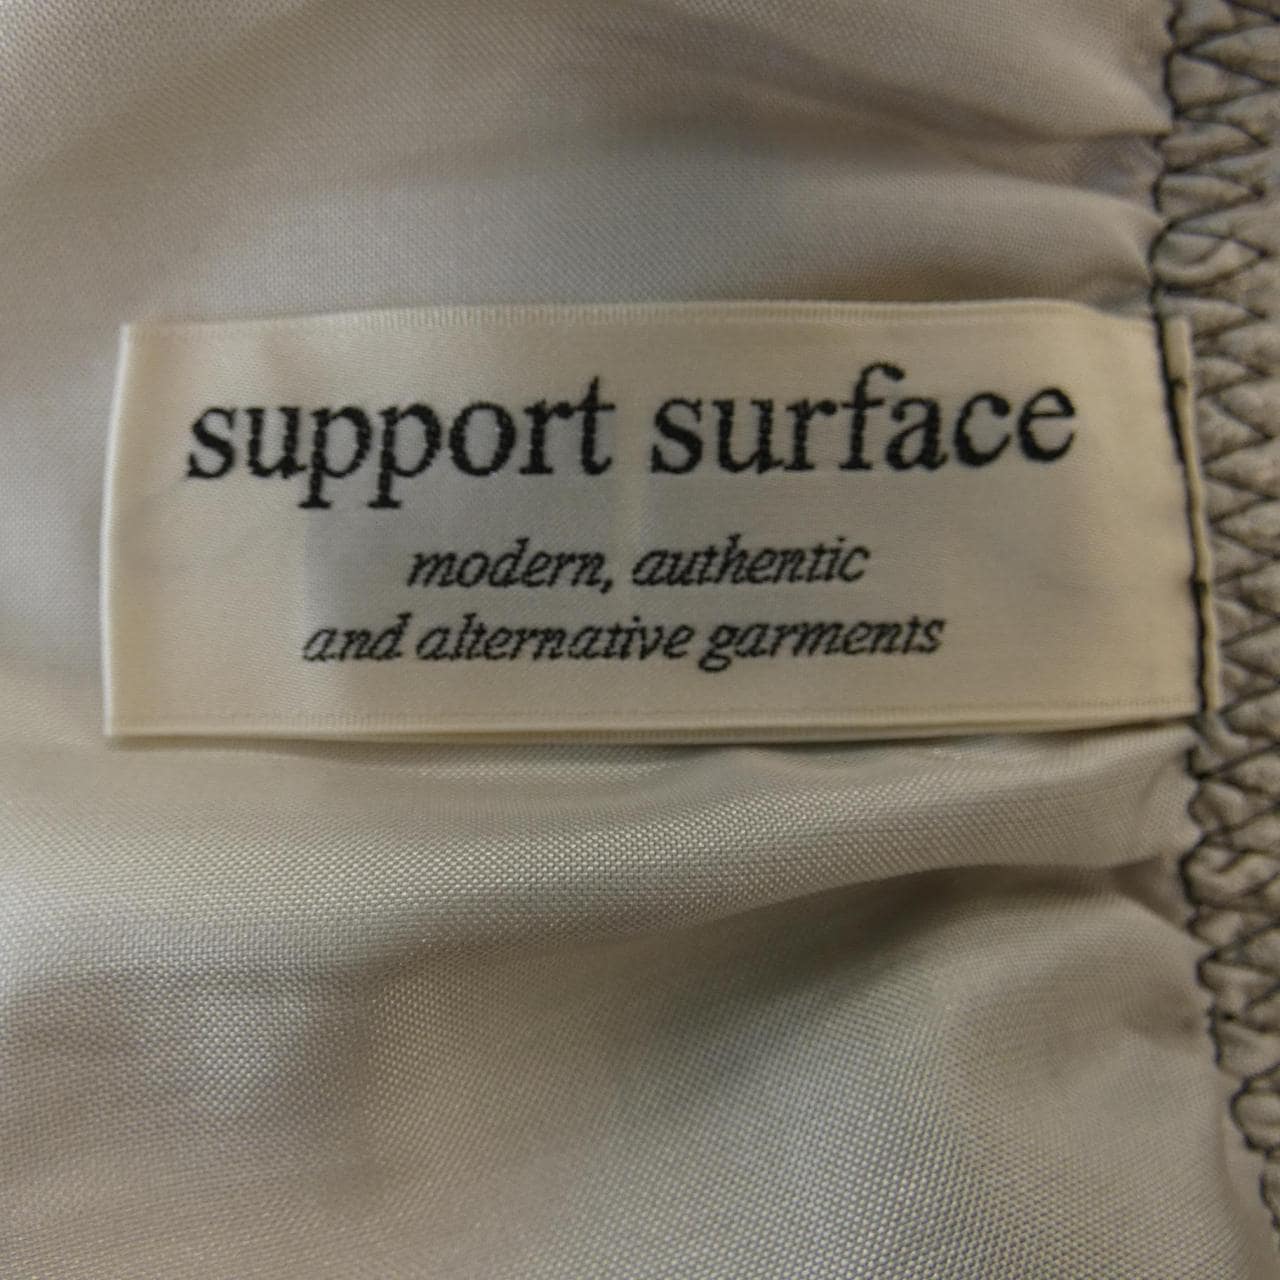 support surface
modern, authentic
and alternative garments